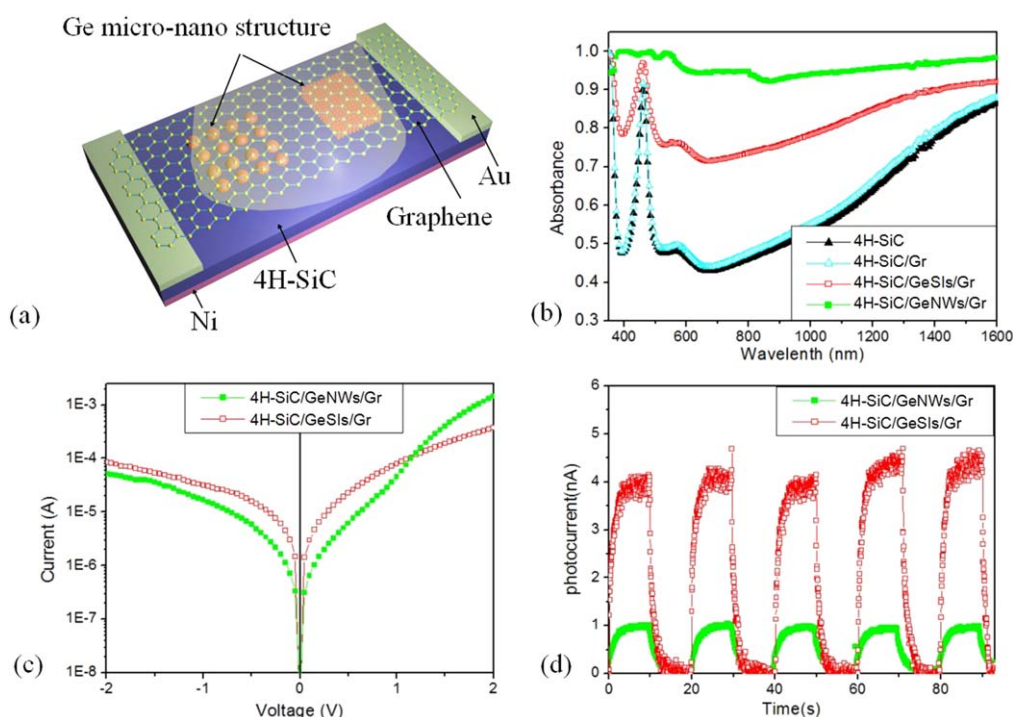 Ge micro-nano structure
Au
Graphene
4H-SiC
Ni
(a)
1.0
0.9
0.8
0.7
0.6
0.5
0.4
0.3
Absorbance
4H-SiC
4H-SiC/Gr
4H-SiC/GeSIs/Gr
4H-SiC/GeNWs/Gr
400 600 800 1000 1200 1400 1600
Wavelenth (nm)
(b)
1E-3
1E-4
1E-5
1E-6
1E-7
1E-8
Current (A)
4H-SiC/GeNWs/Gr
4H-SiC/GeSIs/Gr
-2 -1 0 1 2
Voltage (V)
(c)
6
5
4
3
2
1
0
photocurrent(nA)
4H-SiC/GeNWs/Gr
4H-SiC/GeSIs/Gr
0 20 40 60 80
Time(s)
(d)